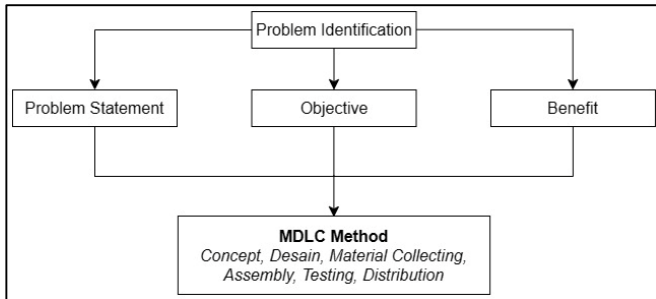 Problem Identification
Problem Statement
Objective
Benefit
MDLC Method
Concept, Desain, Material Collecting,
Assembly, Testing, Distribution